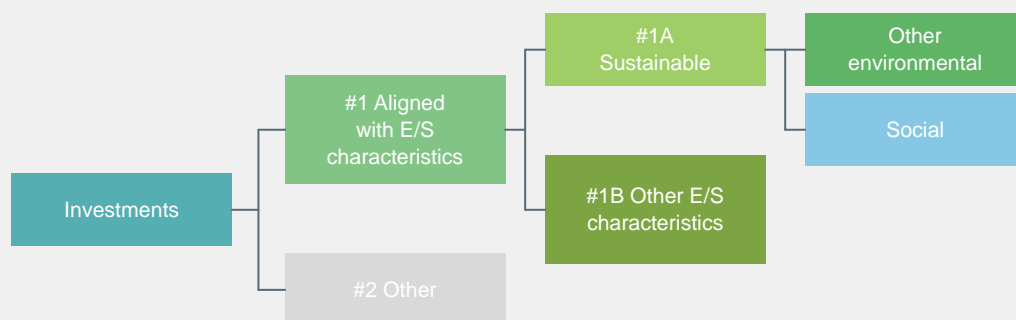 Investments
#1 Aligned
with E/S
characteristics
#2 Other
#1A
Sustainable
#1B Other E/S
characteristics
Other
environmental
Social